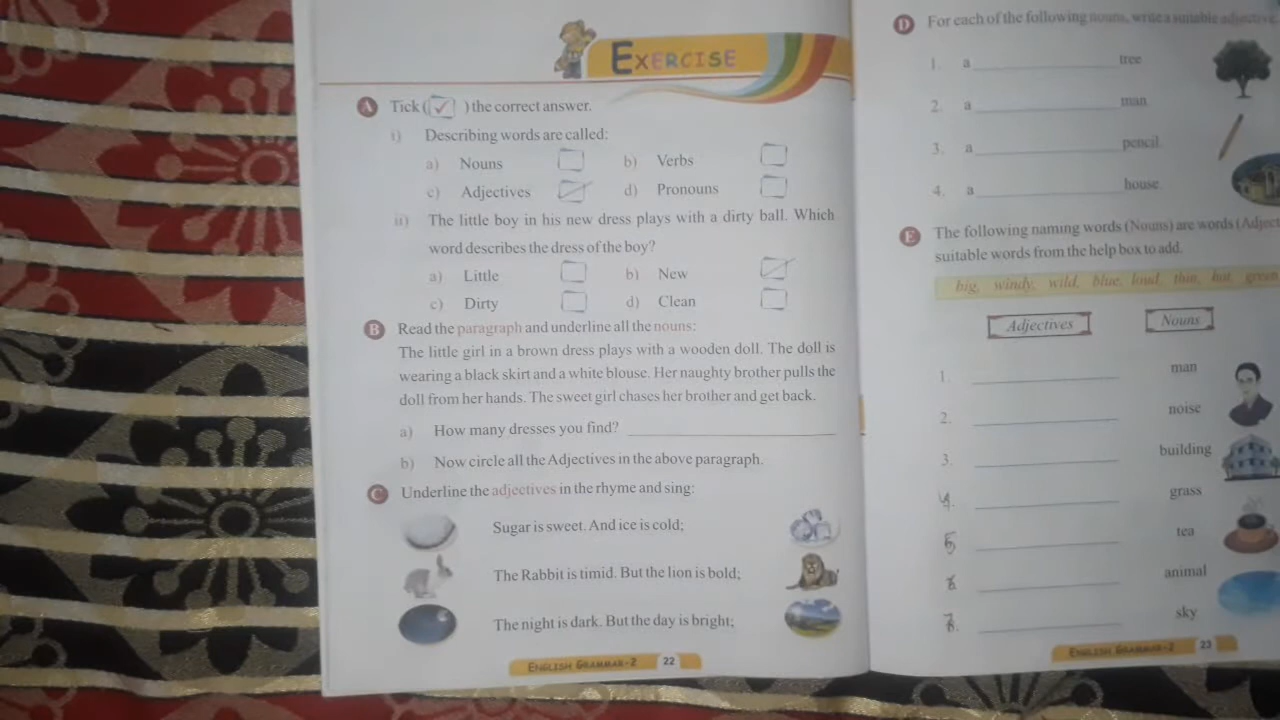 EXERCISE
A Tick ( ✓ ) the correct answer.
i) Describing words are called:
a) Nouns b) Verbs
c) Adjectives d) Pronouns
ii) The little boy in his new dress plays with a dirty ball. Which
word describes the dress of the boy?
a) Little b) New
c) Dirty d) Clean
B Read the paragraph and underline all the nouns:
The little girl in a brown dress plays with a wooden doll. The doll is
wearing a black skirt and a white blouse. Her naughty brother pulls the
doll from her hands. The sweet girl chases her brother and get back.
a) How many dresses you find?
b) Now circle all the Adjectives in the above paragraph.
C Underline the adjectives in the rhyme and sing:
Sugar is sweet. And ice is cold;
The Rabbit is timid. But the lion is bold;
The night is dark. But the day is bright;
ENGLISH GRAMMAR-2 22
D For each of the following nouns, write a suitable adjective
1. a tree
2. a man
3. a pencil
4. a house
E The following naming words (Nouns) are words (Adject
suitable words from the help box to add.
big, windy, wild, blue, loud, thin, hot, green
Adjectives Nouns
1. man
2. noise
3. building
4. grass
5 tea
animal
sky
ENGLISH GRAMMAR-2 23